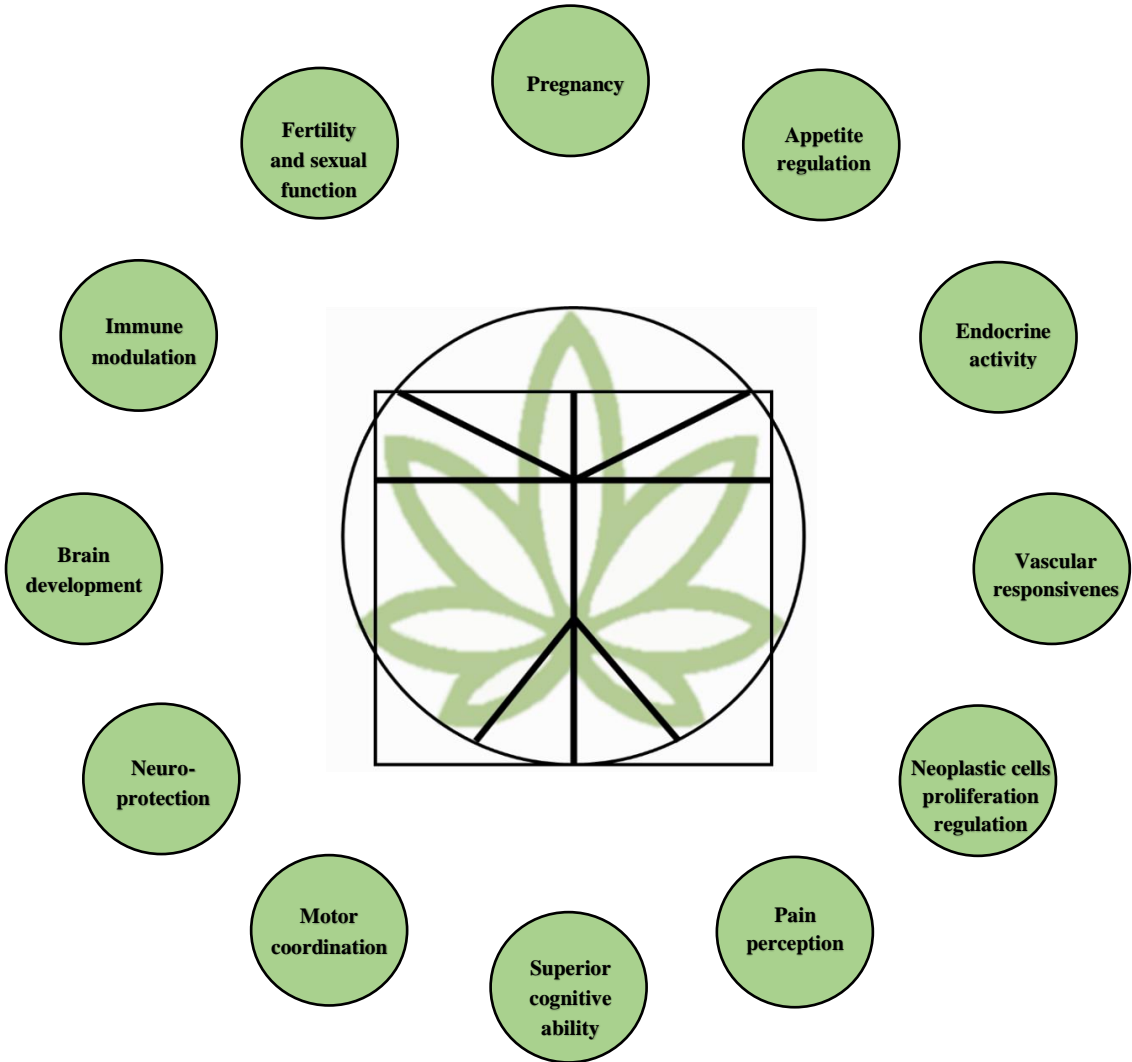 Pregnancy
Appetite
regulation
Endocrine
activity
Vascular
responsivenes
Neoplastic cells
proliferation
regulation
Pain
perception
Superior
cognitive
ability
Motor
coordination
Neuro-
protection
Brain
development
Immune
modulation
Fertility
and sexual
function